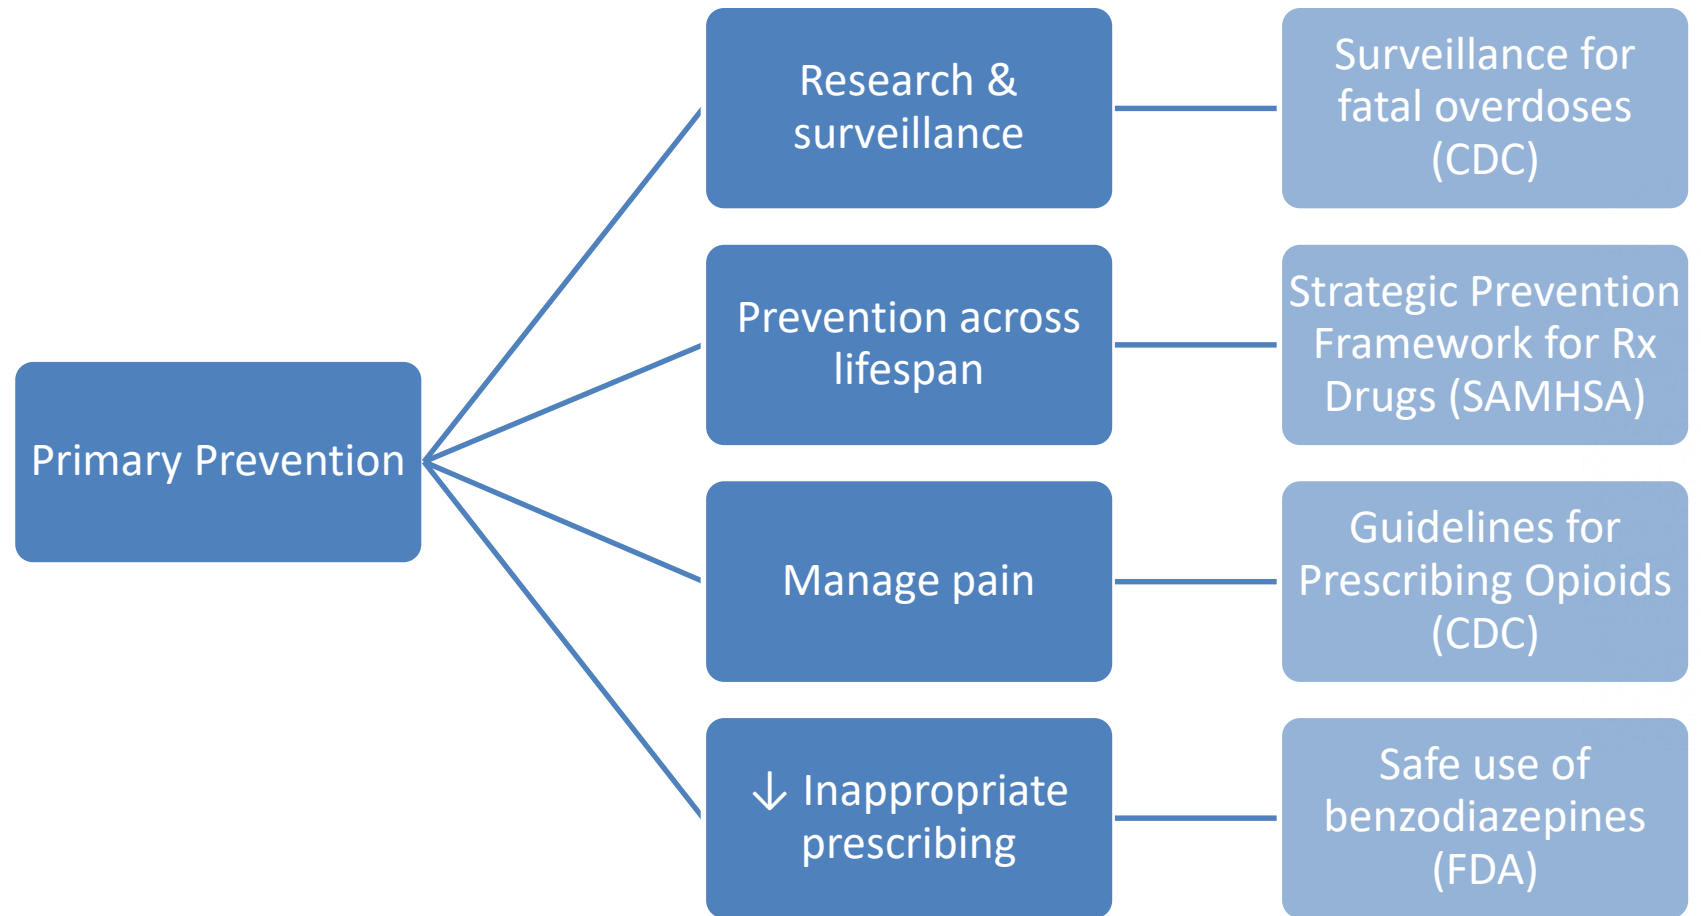 Primary Prevention
Research &
surveillance
Surveillance for
fatal overdoses
(CDC)
Prevention across
lifespan
Strategic Prevention
Framework for Rx
Drugs (SAMHSA)
Manage pain
Guidelines for
Prescribing Opioids
(CDC)
↓ Inappropriate
prescribing
Safe use of
benzodiazepines
(FDA)